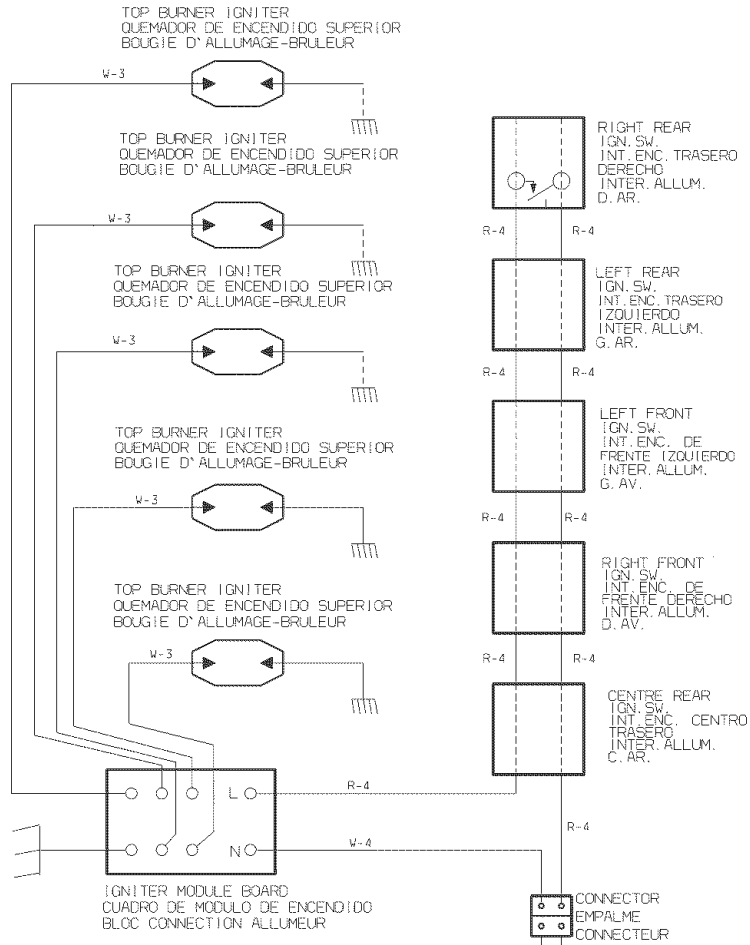 TOP BURNER IGNITER
QUEMADOR DE ENCENDIDO SUPERIOR
BOUGIE D'ALLUMAGE-BRULEUR
W-3
TOP BURNER IGNITER
QUEMADOR DE ENCENDIDO SUPERIOR
BOUGIE D'ALLUMAGE-BRULEUR
W-3
TOP BURNER IGNITER
QUEMADOR DE ENCENDIDO SUPERIOR
BOUGIE D'ALLUMAGE-BRULEUR
W-3
TOP BURNER IGNITER
QUEMADOR DE ENCENDIDO SUPERIOR
BOUGIE D'ALLUMAGE-BRULEUR
W-3
TOP BURNER IGNITER
QUEMADOR DE ENCENDIDO SUPERIOR
BOUGIE D'ALLUMAGE-BRULEUR
W-3
RIGHT REAR
IGN. SW.
INT. ENC. TRASERO
DERECHO
INTER. ALLUM.
D. AR.
R-4 R-4
LEFT REAR
IGN. SW.
INT. ENC. TRASERO
IZQUIERDO
INTER. ALLUM.
G. AR.
R-4 R-4
LEFT FRONT
IGN. SW.
INT. ENC. DE
FRENTE IZQUIERDO
INTER. ALLUM.
G. AV.
R-4 R-4
RIGHT FRONT
IGN. SW.
INT. ENC. DE
FRENTE DERECHO
INTER. ALLUM.
D. AV.
R-4 R-4
CENTRE REAR
IGN. SW.
INT. ENC. CENTRO
TRASERO
INTER. ALLUM.
C. AR.
L
R-4
R-4
N
W-4
IGNITER MODULE BOARD
CUADRO DE MODULO DE ENCENDIDO
BLOC CONNECTION ALLUMEUR
CONNECTOR
EMPALME
CONNECTEUR